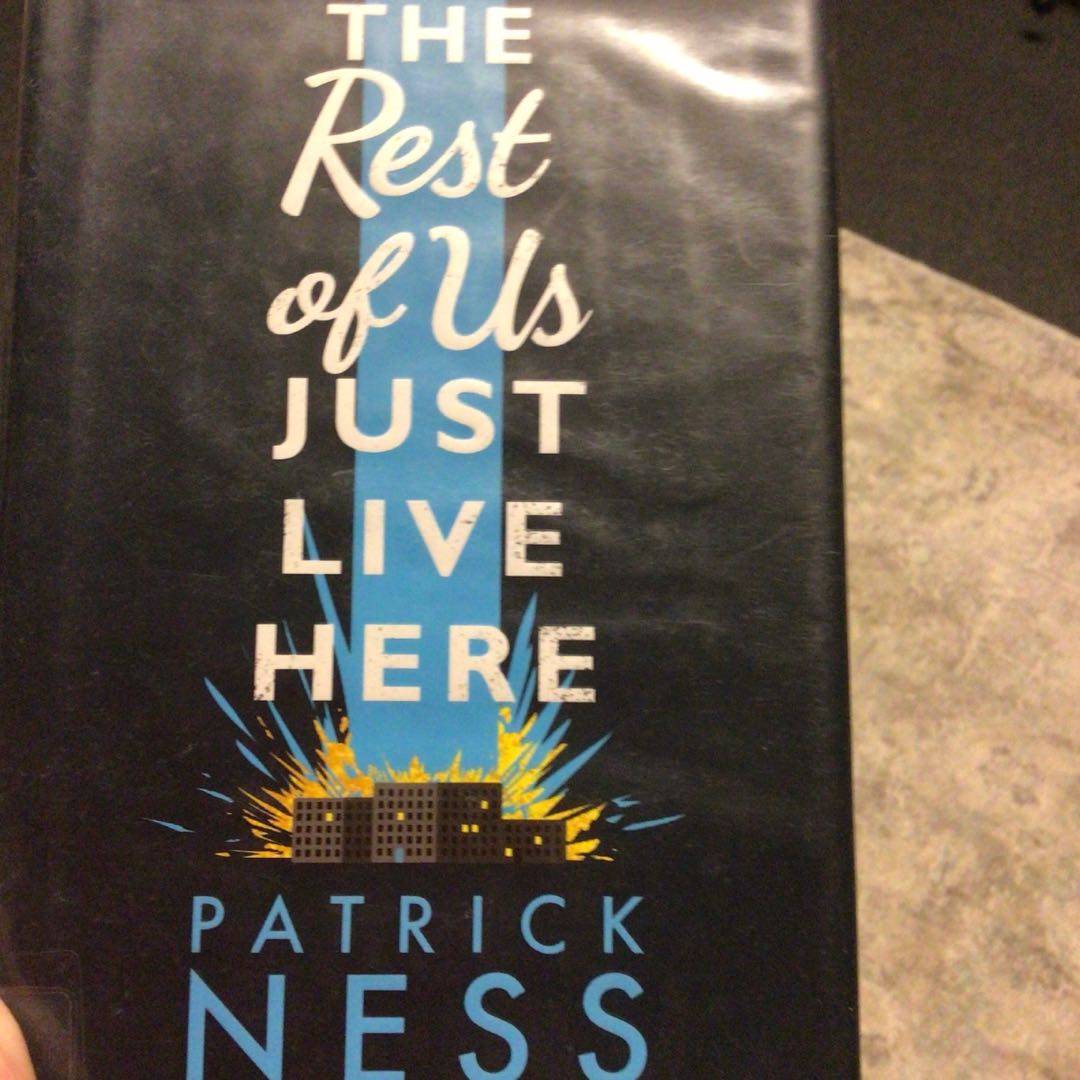 THE
Rest
of Us
JUST
LIVE
HERE
PATRICK
NESS